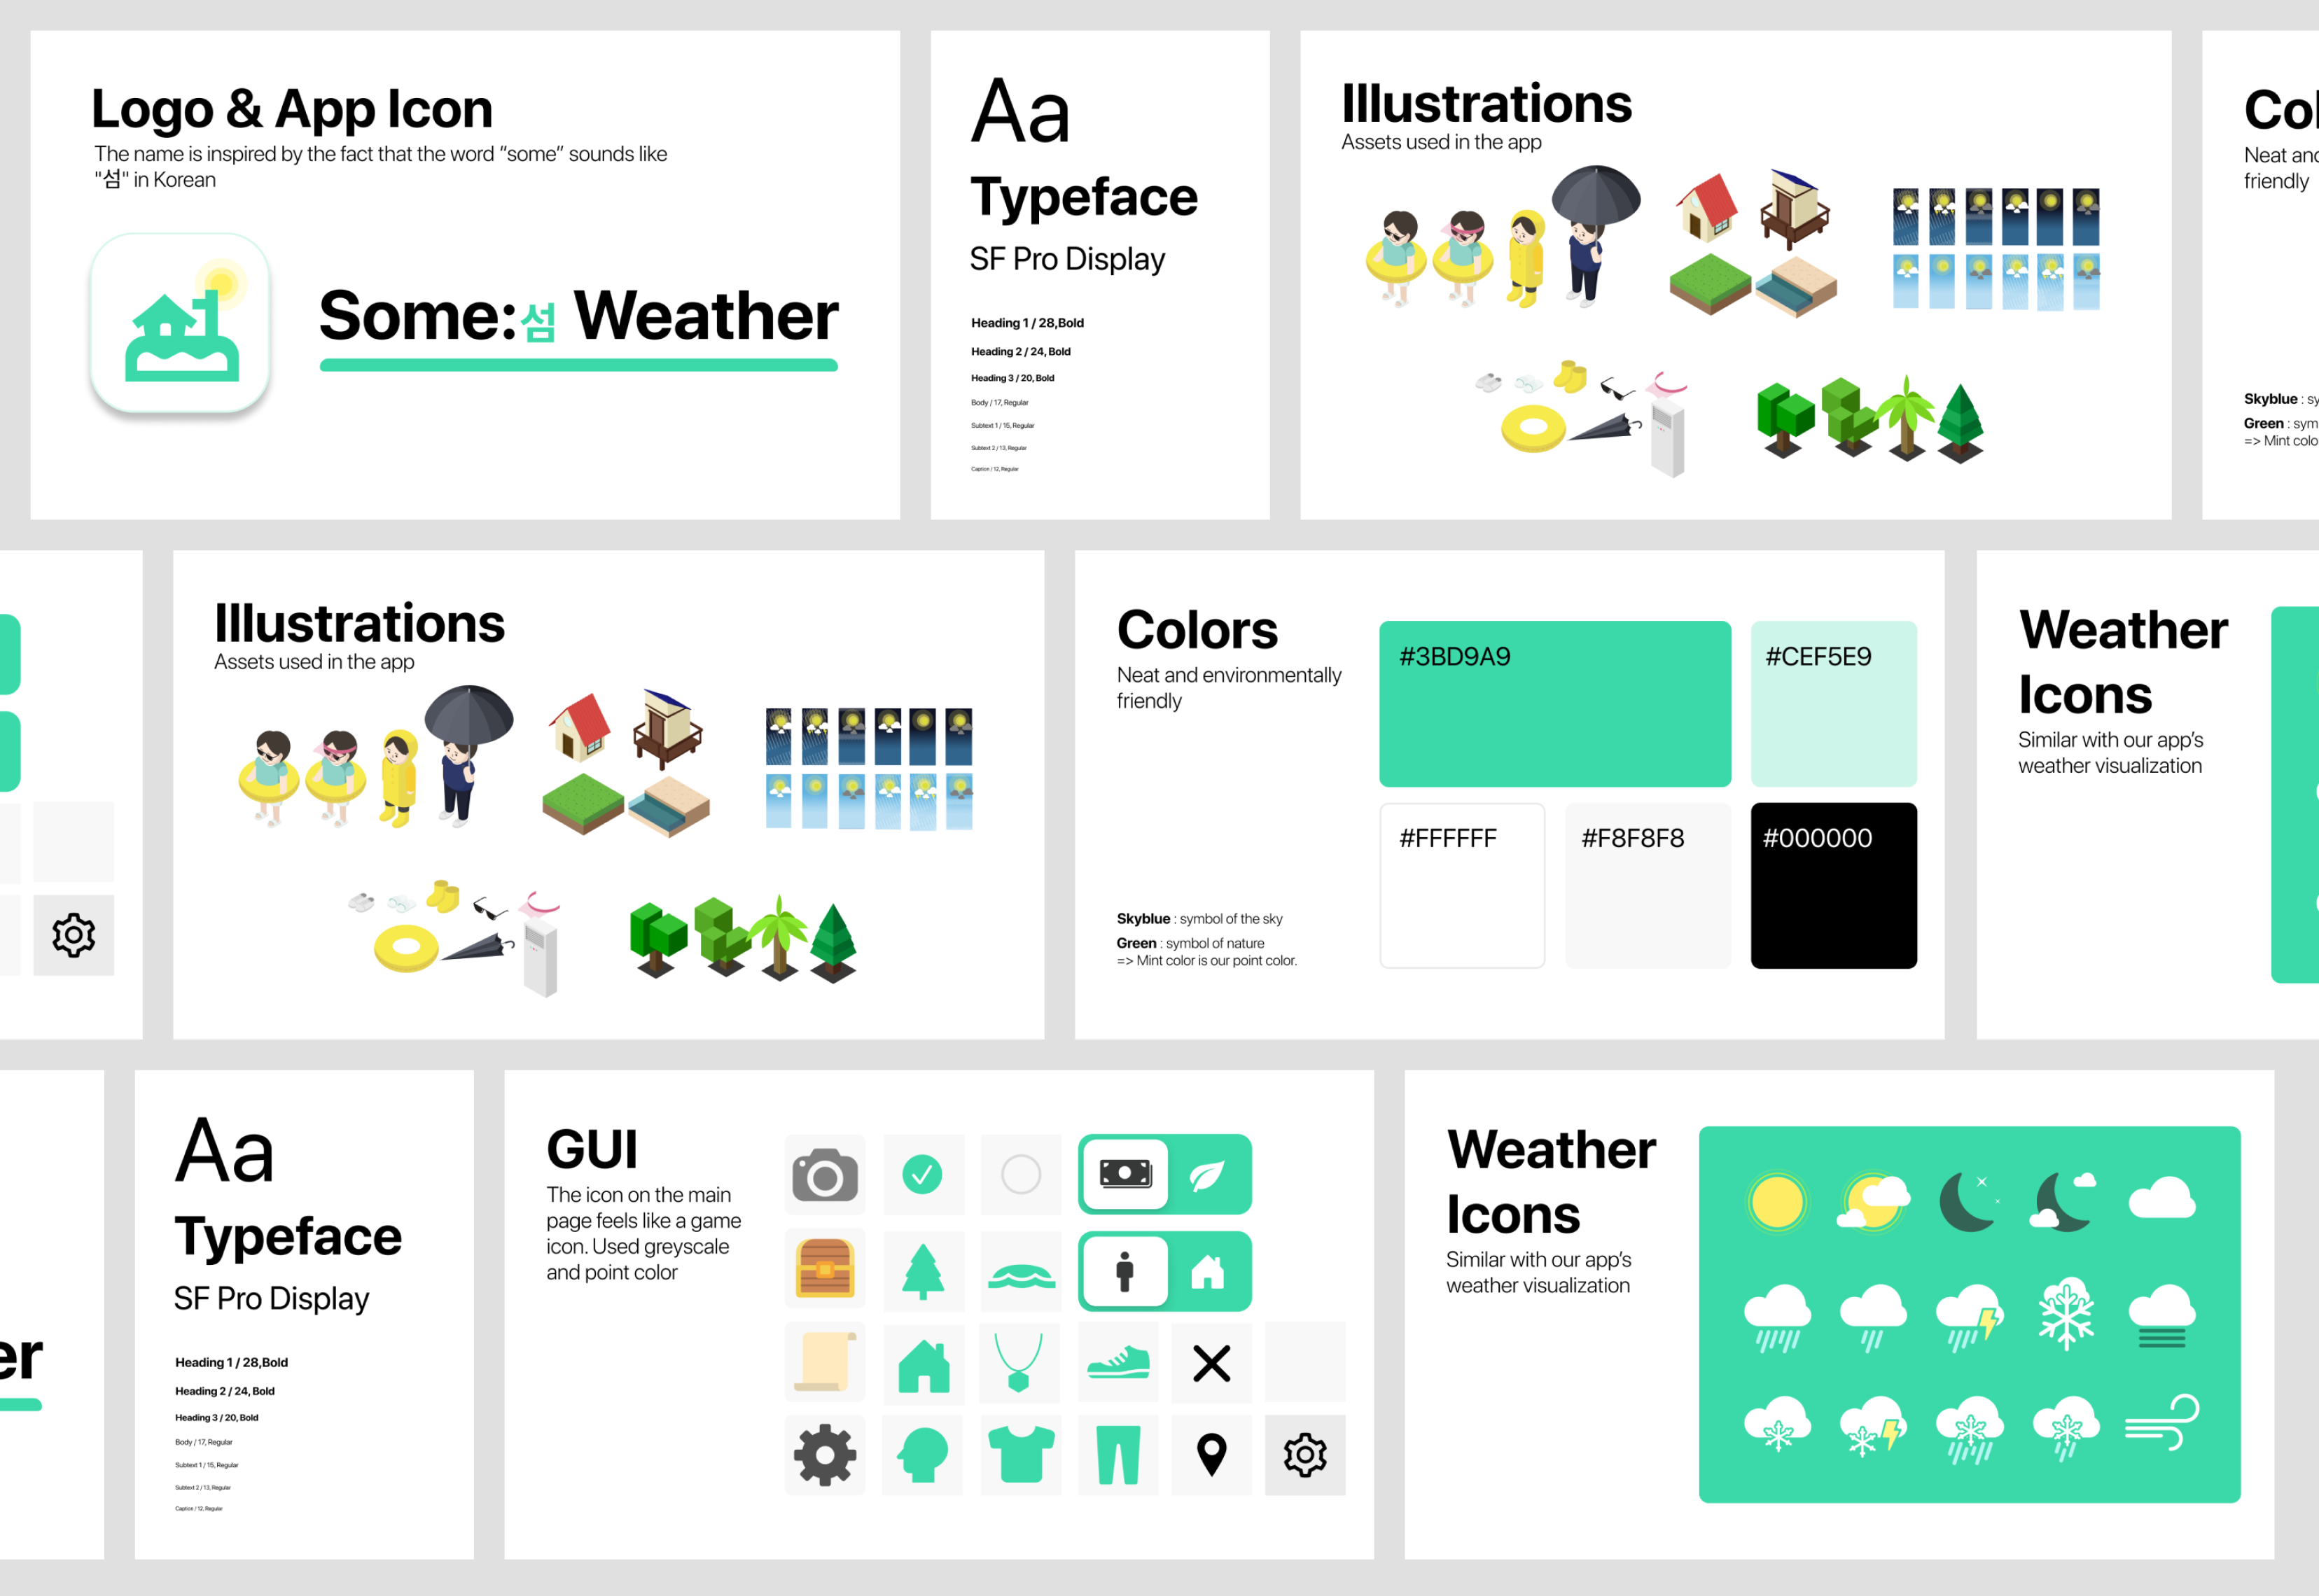 Logo & App Icon
The name is inspired by the fact that the word “some” sounds like
"섬" in Korean
Some:섬 Weather
Aa
Typeface
SF Pro Display
Heading 1 / 28,Bold
Heading 2 / 24, Bold
Heading 3 / 20, Bold
Body / 17, Regular
Subtext 1 / 15, Regular
Subtext 2 / 13, Regular
Caption / 12, Regular
Illustrations
Assets used in the app
Col
Neat and
friendly
Skyblue : sy
Green : sym
=> Mint colo
Illustrations
Assets used in the app
Colors
Neat and environmentally
friendly
Skyblue : symbol of the sky
Green : symbol of nature
=> Mint color is our point color.
#3BD9A9
#CEF5E9
#FFFFFF
#F8F8F8
#000000
Weather
Icons
Similar with our app’s
weather visualization
er
Aa
Typeface
SF Pro Display
Heading 1 / 28,Bold
Heading 2 / 24, Bold
Heading 3 / 20, Bold
Body / 17, Regular
Subtext 1 / 15, Regular
Subtext 2 / 13, Regular
Caption / 12, Regular
GUI
The icon on the main
page feels like a game
icon. Used greyscale
and point color
Weather
Icons
Similar with our app’s
weather visualization